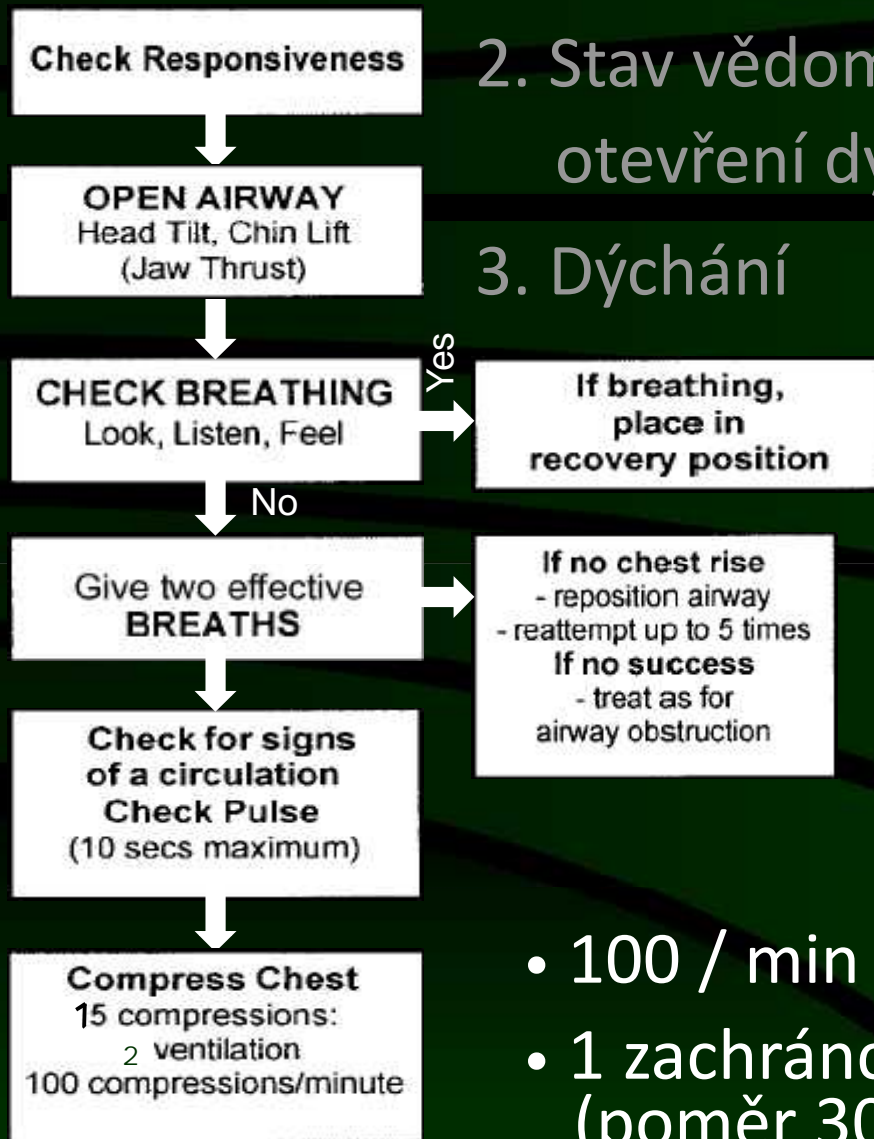 Check Responsiveness
2. Stav
otevření
OPEN AIRWAY
Head Tilt, Chin Lift
(Jaw Thrust)
3. Dýchání
CHECK BREATHING
Look, Listen, Feel
Yes
If breathing,
place in
recovery position
No
Give two effective
BREATHS
If no chest rise
- reposition airway
- reattempt up to 5 times
If no success
- treat as for
airway obstruction
Check for signs
of a circulation
Check Pulse
(10 secs maximum)
Compress Chest
15 compressions:
2 ventilation
100 compressions/minute
• 100 / min
• 1
(poměr 30